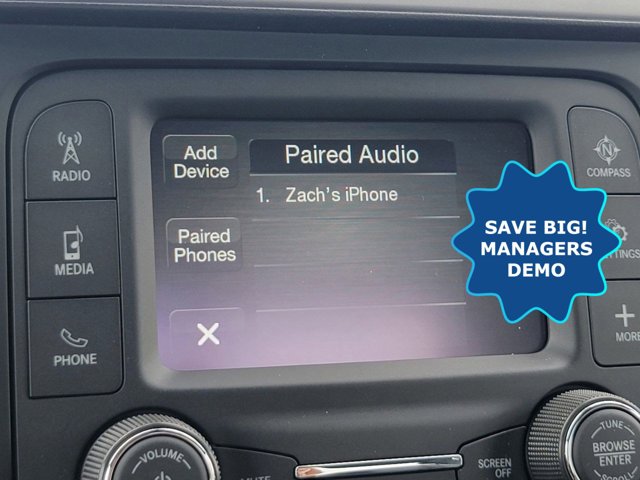 Add
Device
Paired Audio
1. Zach's iPhone
Paired
Phones
RADIO
MEDIA
PHONE
N
COMPASS
SAVE BIG!
MANAGERS
DEMO
MORE
VOLUME
SCREEN
OFF
TUNE
BROWSE
ENTER